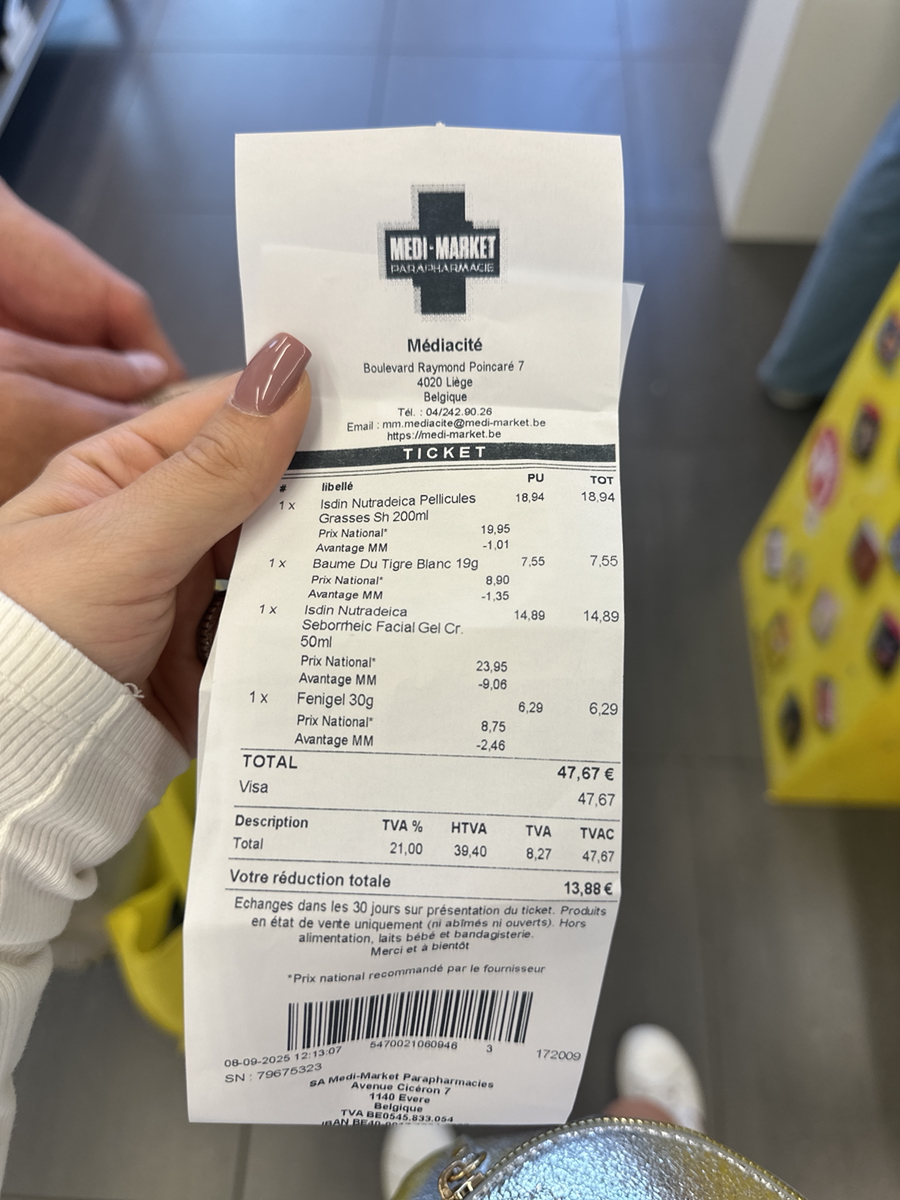 MEDI-MARKET
PARAPHARMACIE
Médiacité
Boulevard Raymond Poincaré 7
4020 Liège
Belgique
Tél. : 04/242.90.26
Email : mm.mediacite@medi-market.be
https://medi-market.be
TICKET
# libellé PU TOT
1 x Isdin Nutradeica Pellicules 18,94 18,94
Grasses Sh 200ml
Prix National* 19,95
Avantage MM -1,01
1 x Baume Du Tigre Blanc 19g 7,55 7,55
Prix National* 8,90
Avantage MM -1,35
1 x Isdin Nutradeica 14,89 14,89
Seborrheic Facial Gel Cr.
50ml
Prix National* 23,95
Avantage MM -9,06
1 x Fenigel 30g 6,29 6,29
Prix National* 8,75
Avantage MM -2,46
TOTAL 47,67 €
Visa 47,67
Description TVA % HTVA TVA TVAC
Total 21,00 39,40 8,27 47,67
Votre réduction totale 13,88 €
Echanges dans les 30 jours sur présentation du ticket. Produits
en état de vente uniquement (ni abîmés ni ouverts). Hors
alimentation, laits bébé et bandagisterie.
Merci et à bientôt
*Prix national recommandé par le fournisseur
08-09-2025 12:13:07 5470021060946 3 172009
SN : 79675323
SA Medi-Market Parapharmacies
Avenue Cicéron 7
1140 Evere
Belgique
TVA BE0545.833.054